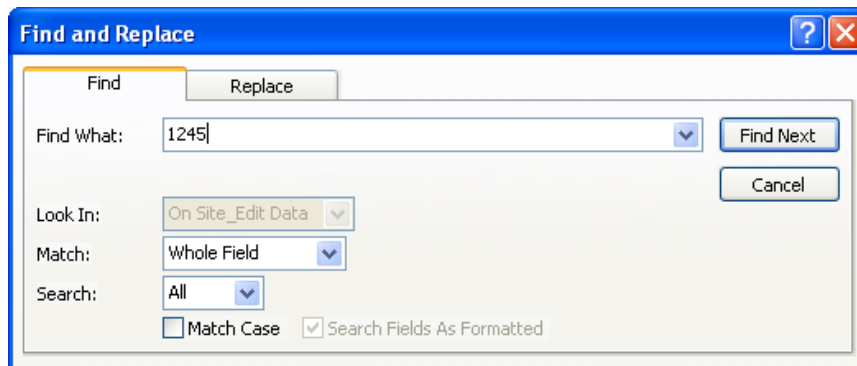 Find and Replace
Find Replace
Find What: 1245 Find Next
Cancel
Look In: On Site_Edit Data
Match: Whole Field
Search: All
Match Case Search Fields As Formatted